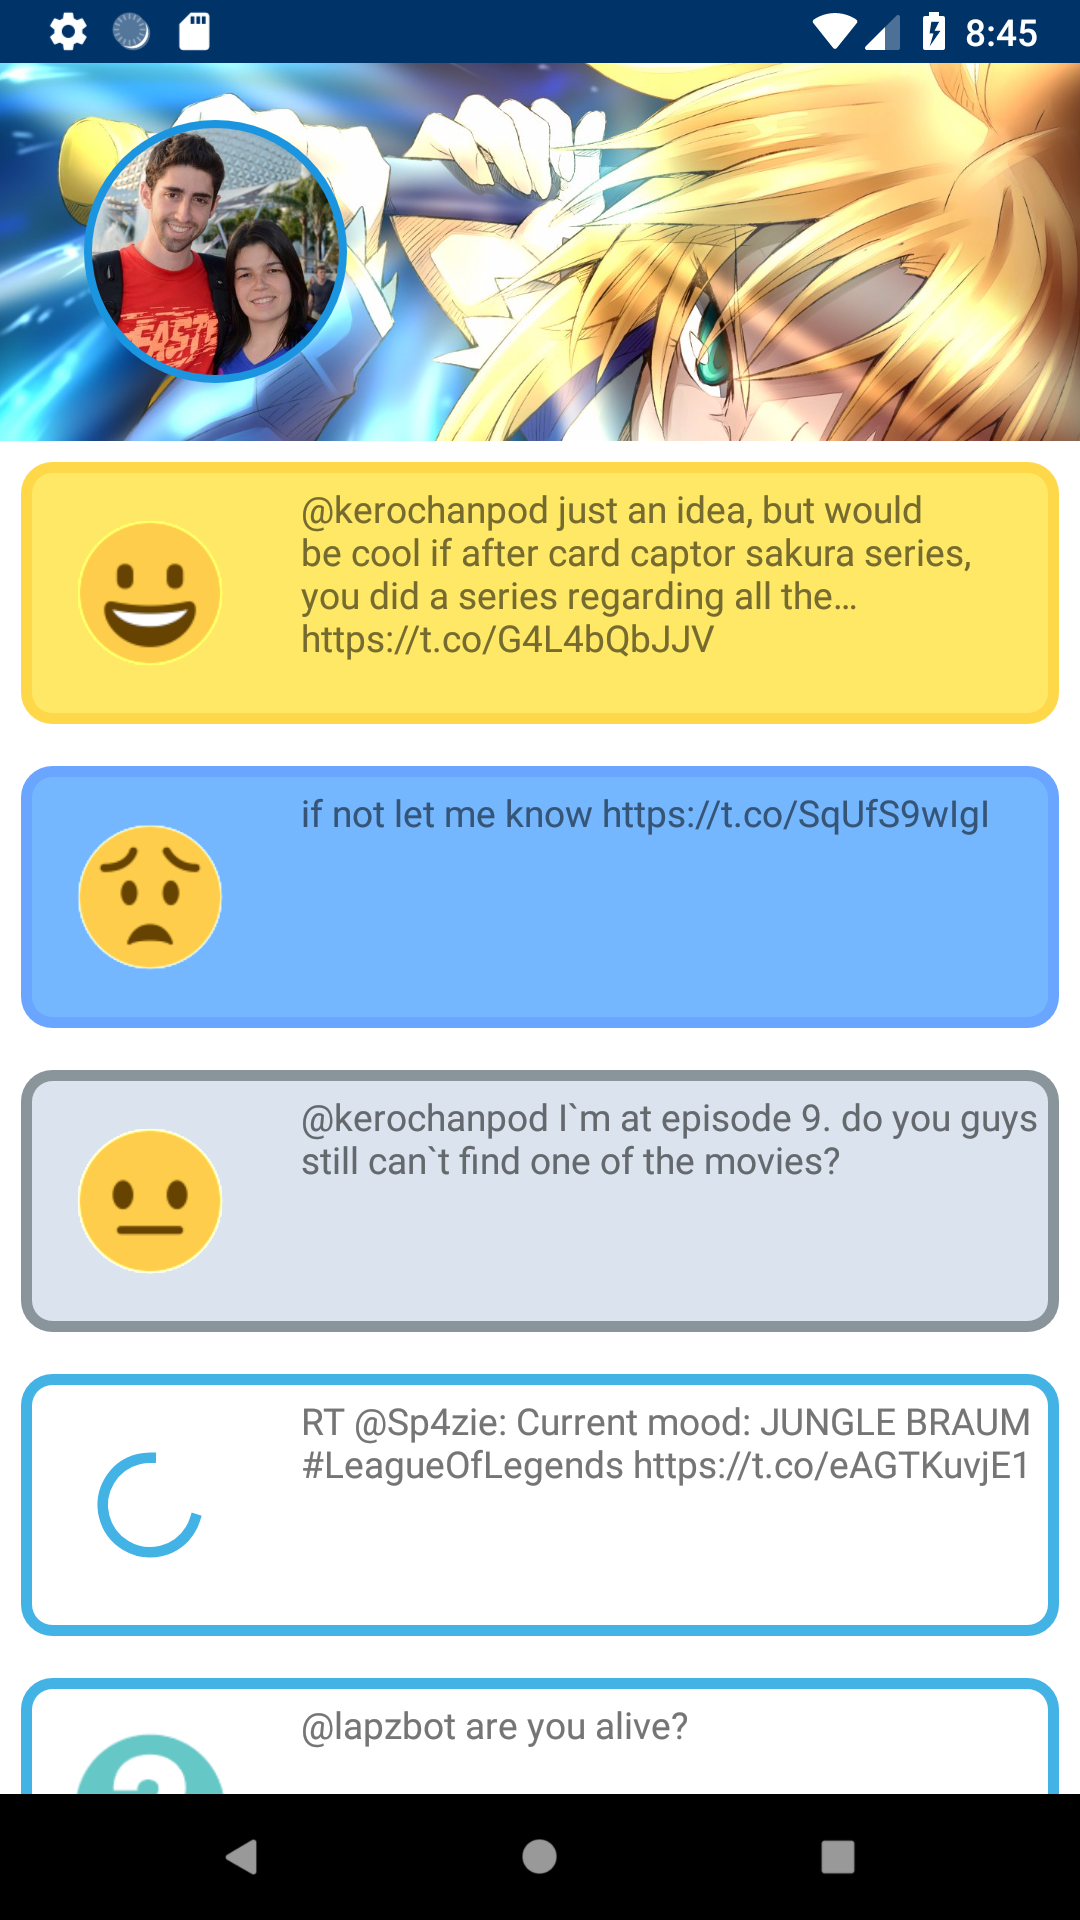 8:45
@kerochanpod just an idea, but would
be cool if after card captor sakura series,
you did a series regarding all the…
https://t.co/G4L4bQbJJV
if not let me know https://t.co/SqUfS9wIgI
@kerochanpod I`m at episode 9. do you guys
still can`t find one of the movies?
RT @Sp4zie: Current mood: JUNGLE BRAUM
#LeagueOfLegends https://t.co/eAGTKuvjE1
@lapzbot are you alive?